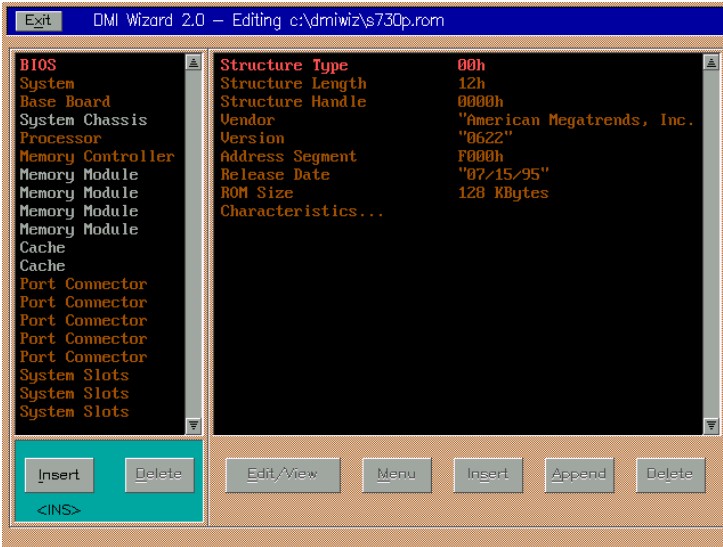 Exit DMI Wizard 2.0 – Editing c:\dmiwiz\s730p.rom
BIOS
System
Base Board
System Chassis
Processor
Memory Controller
Memory Module
Memory Module
Memory Module
Memory Module
Cache
Cache
Port Connector
Port Connector
Port Connector
Port Connector
Port Connector
System Slots
System Slots
System Slots
Structure Type 00h
Structure Length 12h
Structure Handle 0000h
Vendor "American Megatrends, Inc.
Version "0622"
Address Segment F000h
Release Date "07/15/95"
ROM Size 128 KBytes
Characteristics...
Insert Delete
<INS>
Edit/View Menu Insert Append Delete